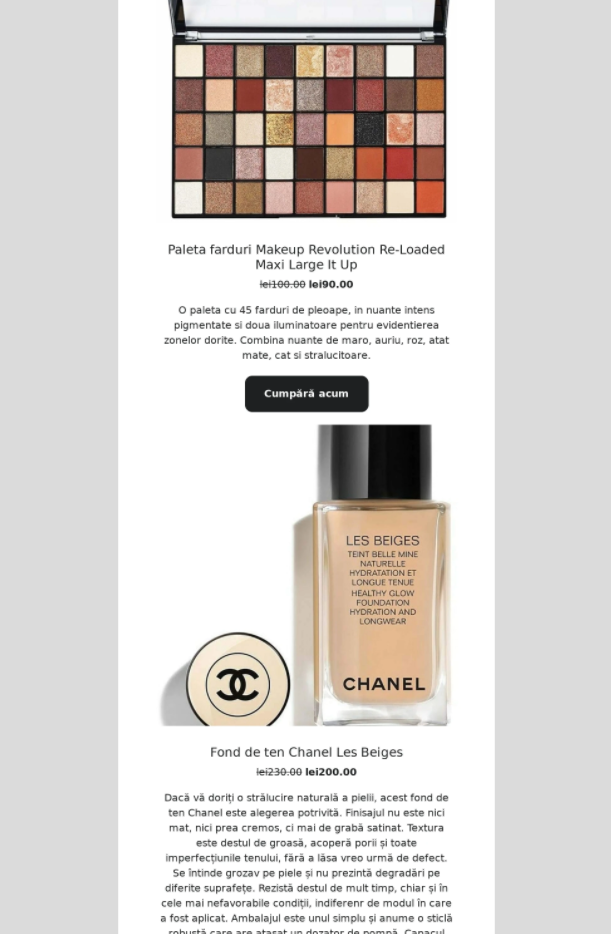 Paleta farduri Makeup Revolution Re-Loaded
Maxi Large It Up
lei100.00 lei90.00
O paleta cu 45 farduri de pleoape, in nuante intens
pigmentate si doua iluminatoare pentru evidentierea
zonelor dorite. Combina nuante de maro, auriu, roz, atat
mate, cat si stralucitoare.
Cumpără acum
LES BEIGES
TEINT BELLE MINE
NATURELLE
HYDRATATION ET
LONGUE TENUE
HEALTHY GLOW
FOUNDATION
HYDRATION AND
LONGWEAR
CHANEL
Fond de ten Chanel Les Beiges
lei230.00 lei200.00
Dacă vă doriți o strălucire naturală a pielii, acest fond de
ten Chanel este alegerea potrivită. Finisajul nu este nici
mat, nici prea cremos, ci mai de grabă satinat. Textura
este destul de groasă, acoperă porii și toate
imperfecțiunile tenului, fără a lăsa vreo urmă de defect.
Se întinde grozav pe piele și nu prezintă degradări pe
diferite suprafețe. Rezistă destul de mult timp, chiar și în
cele mai nefavorabile condiții, indiferenr de modul în care
a fost aplicat. Ambalajul este unul simplu și anume o sticlă
robustă care are atașat un dozator de pompă. Capacul